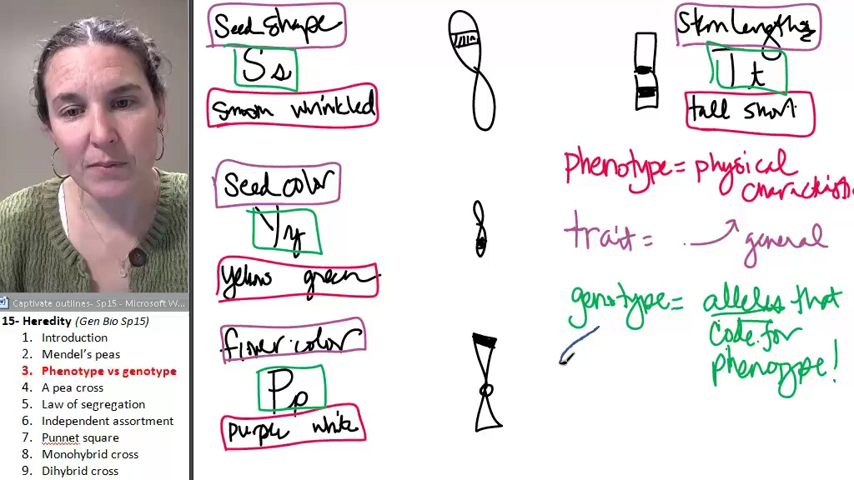 Seed shape
Ss
smooth wrinkled
Seed color
Yy
yellow green
flower color
Pp
purple white
Stem length
Tt
tall short
phenotype = physical
characteristic
trait = general
genotype = alleles that
code for
phenotype!
Captivate outlines- Sp15 - Microsoft W...
15- Heredity (Gen Bio Sp15)
1. Introduction
2. Mendel's peas
3. Phenotype vs genotype
4. A pea cross
5. Law of segregation
6. Independent assortment
7. Punnet square
8. Monohybrid cross
9. Dihybrid cross